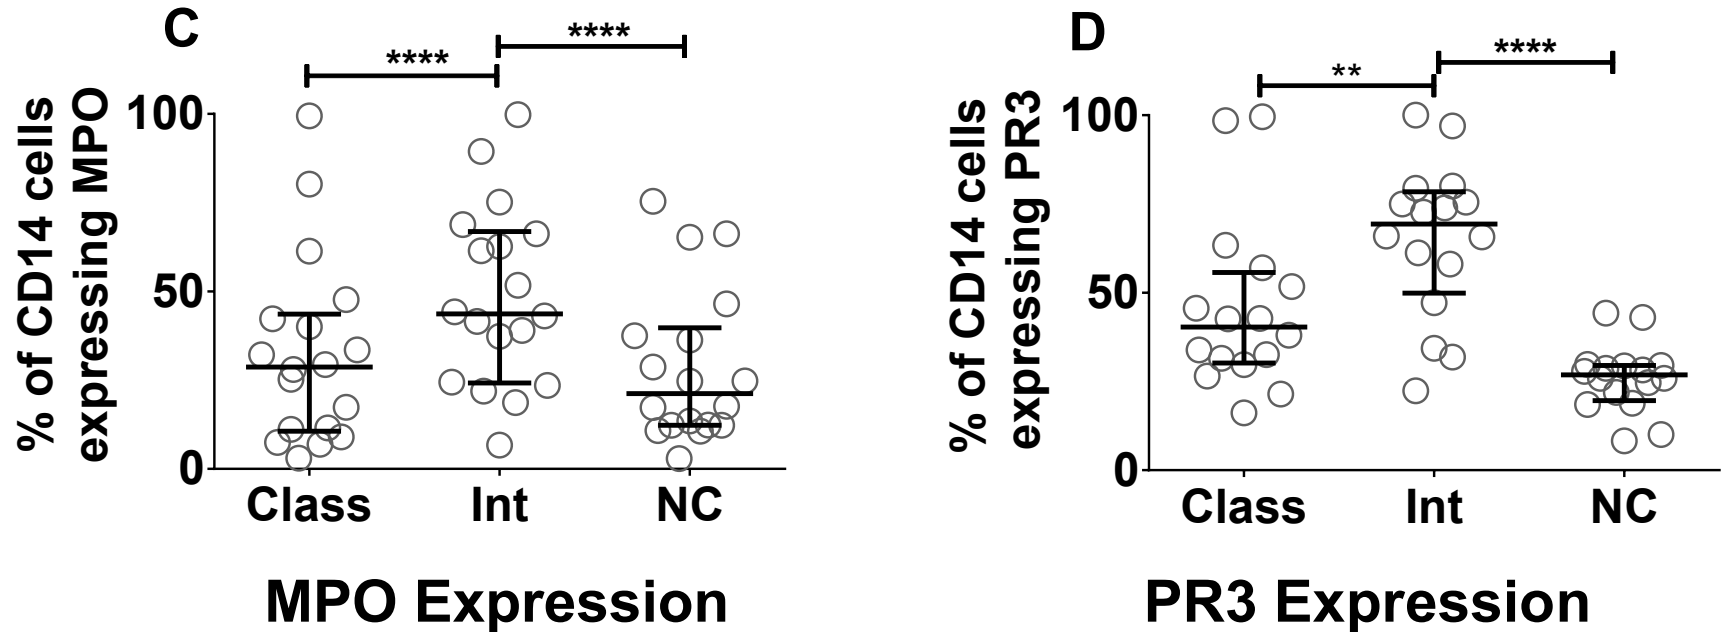 C
****
****
% of CD14 cells
expressing MPO
100
50
0
Class Int NC
MPO Expression
D
**
****
% of CD14 cells
expressing PR3
100
50
0
Class Int NC
PR3 Expression